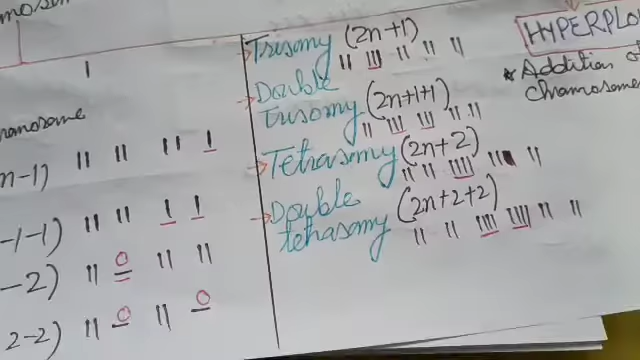 Trisomy (2n+1)
Double
trisomy (2n+1+1)
Tetrasomy (2n+2)
Double
tetrasomy (2n+2+2)
HYPERPLO
* Addition of
chromosome
romosome
n-1)
-1-1)
-2)
2-2)